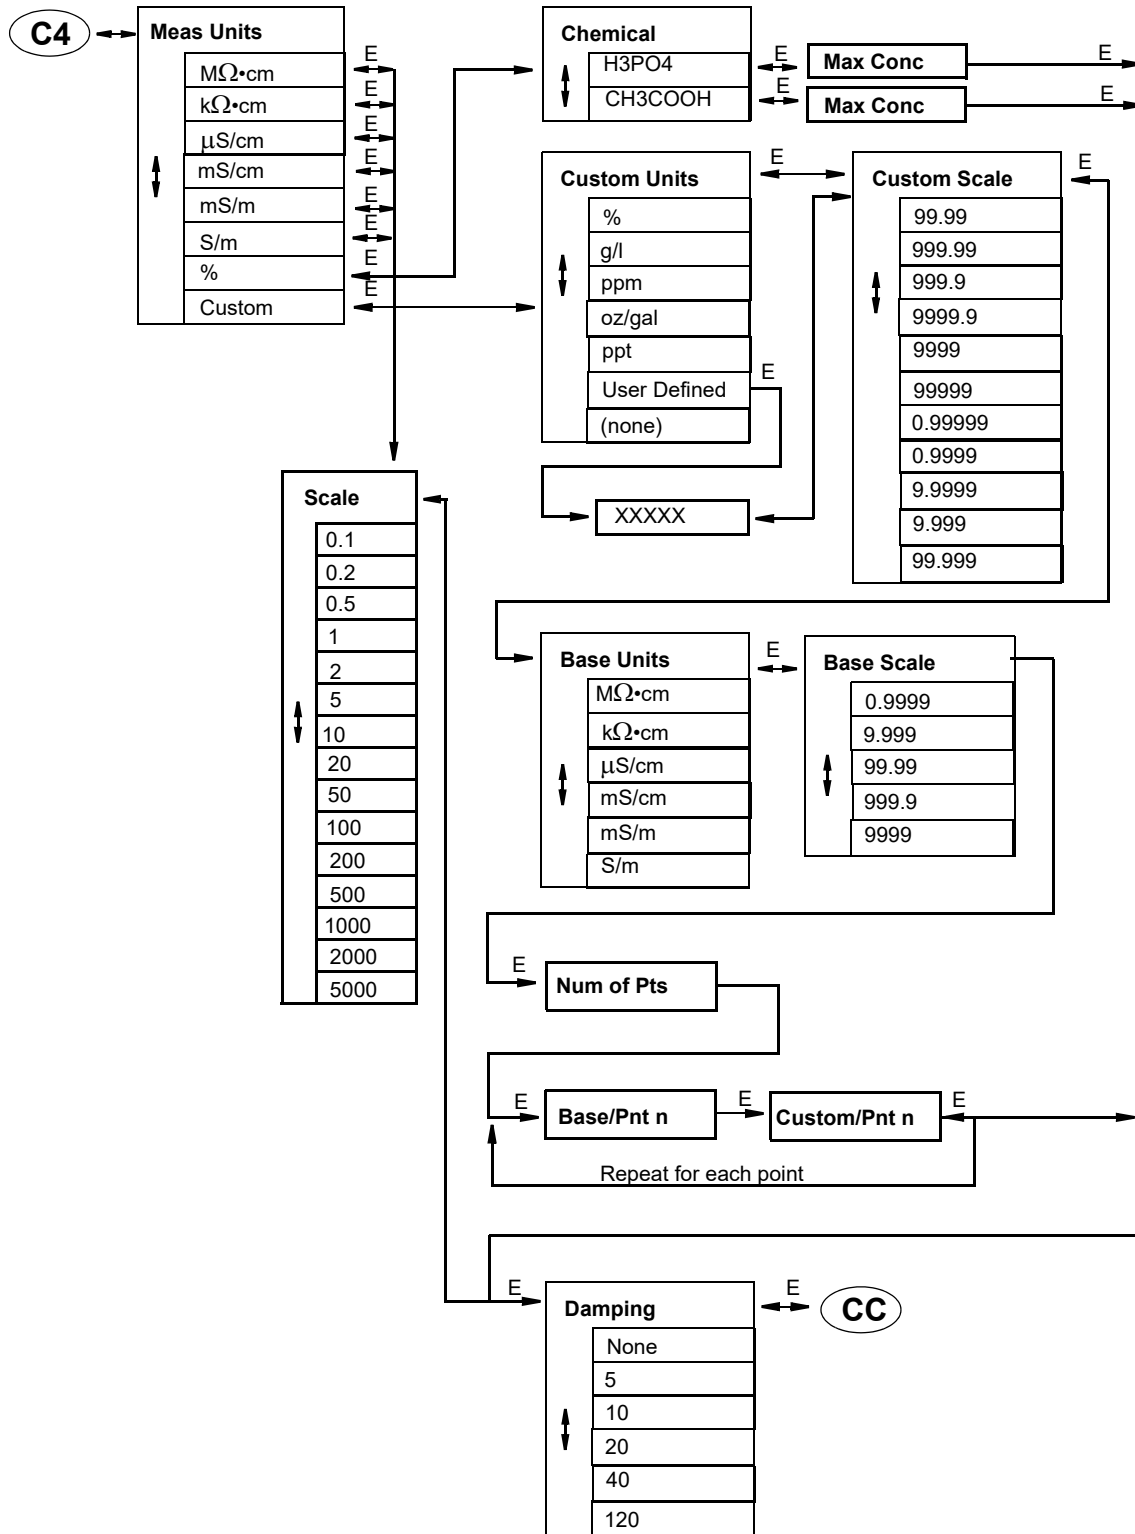 C4
Meas Units
MΩ•cm
E
kΩ•cm
E
μS/cm
E
mS/cm
E
mS/m
E
S/m
E
%
E
Custom
E
Chemical
H3PO4
E
Max Conc
E
CH3COOH
E
Max Conc
E
Custom Units
E
%
g/l
ppm
oz/gal
ppt
User Defined
E
(none)
XXXXX
Custom Scale
E
99.99
999.99
999.9
9999.9
9999
99999
0.99999
0.9999
9.9999
9.999
99.999
Scale
0.1
0.2
0.5
1
2
5
10
20
50
100
200
500
1000
2000
5000
Base Units
E
MΩ•cm
kΩ•cm
μS/cm
mS/cm
mS/m
S/m
Base Scale
0.9999
9.999
99.99
999.9
9999
E
Num of Pts
E
Base/Pnt n
E
Custom/Pnt n
E
Repeat for each point
E
Damping
E
CC
None
5
10
20
40
120